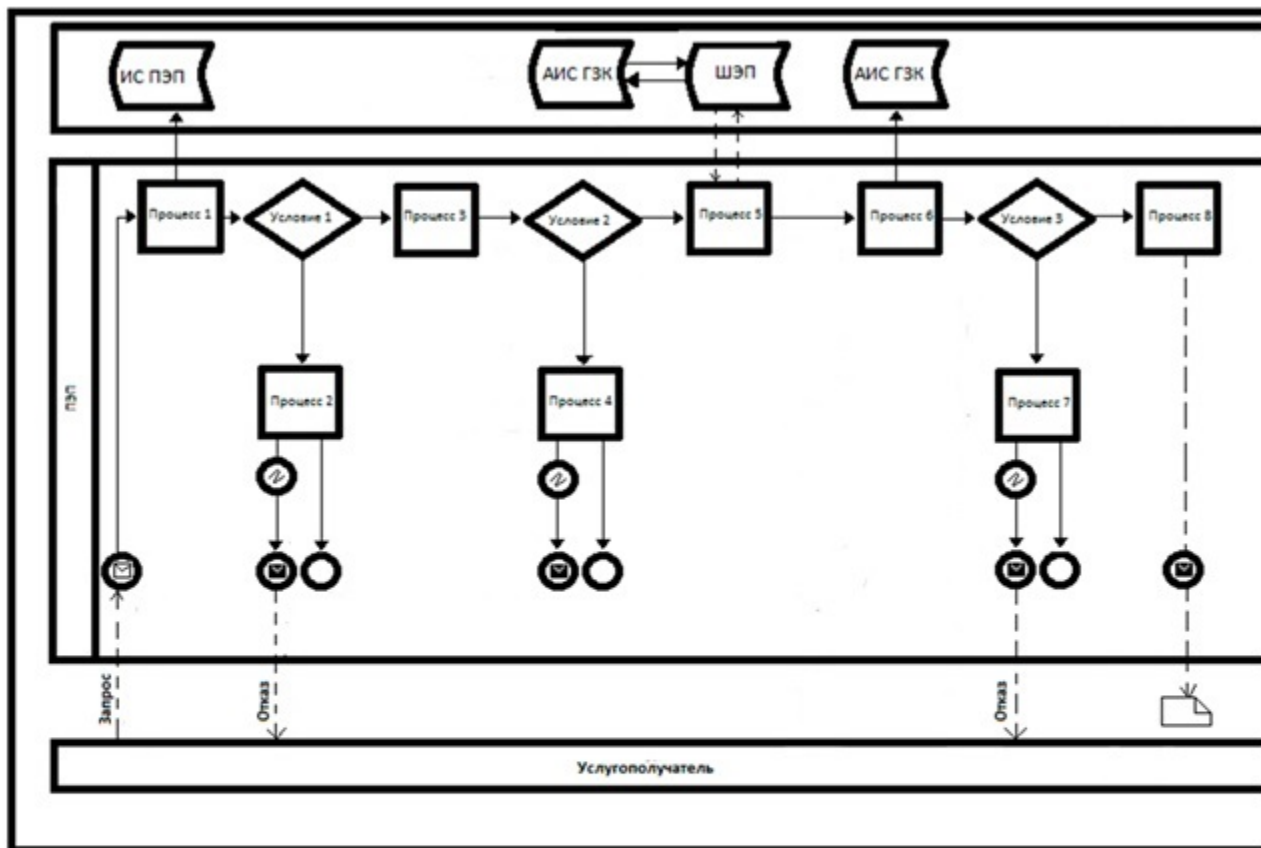 ИС ПЭП
АИС ГЗК
ШЭП
АИС ГЗК
Процесс 1
Условие 1
Процесс 3
Условие 2
Процесс 5
Процесс 6
Условие 3
Процесс 8
Процесс 2
Процесс 4
Процесс 7
ПЭП
Запрос
Отказ
Отказ
Услугополучатель